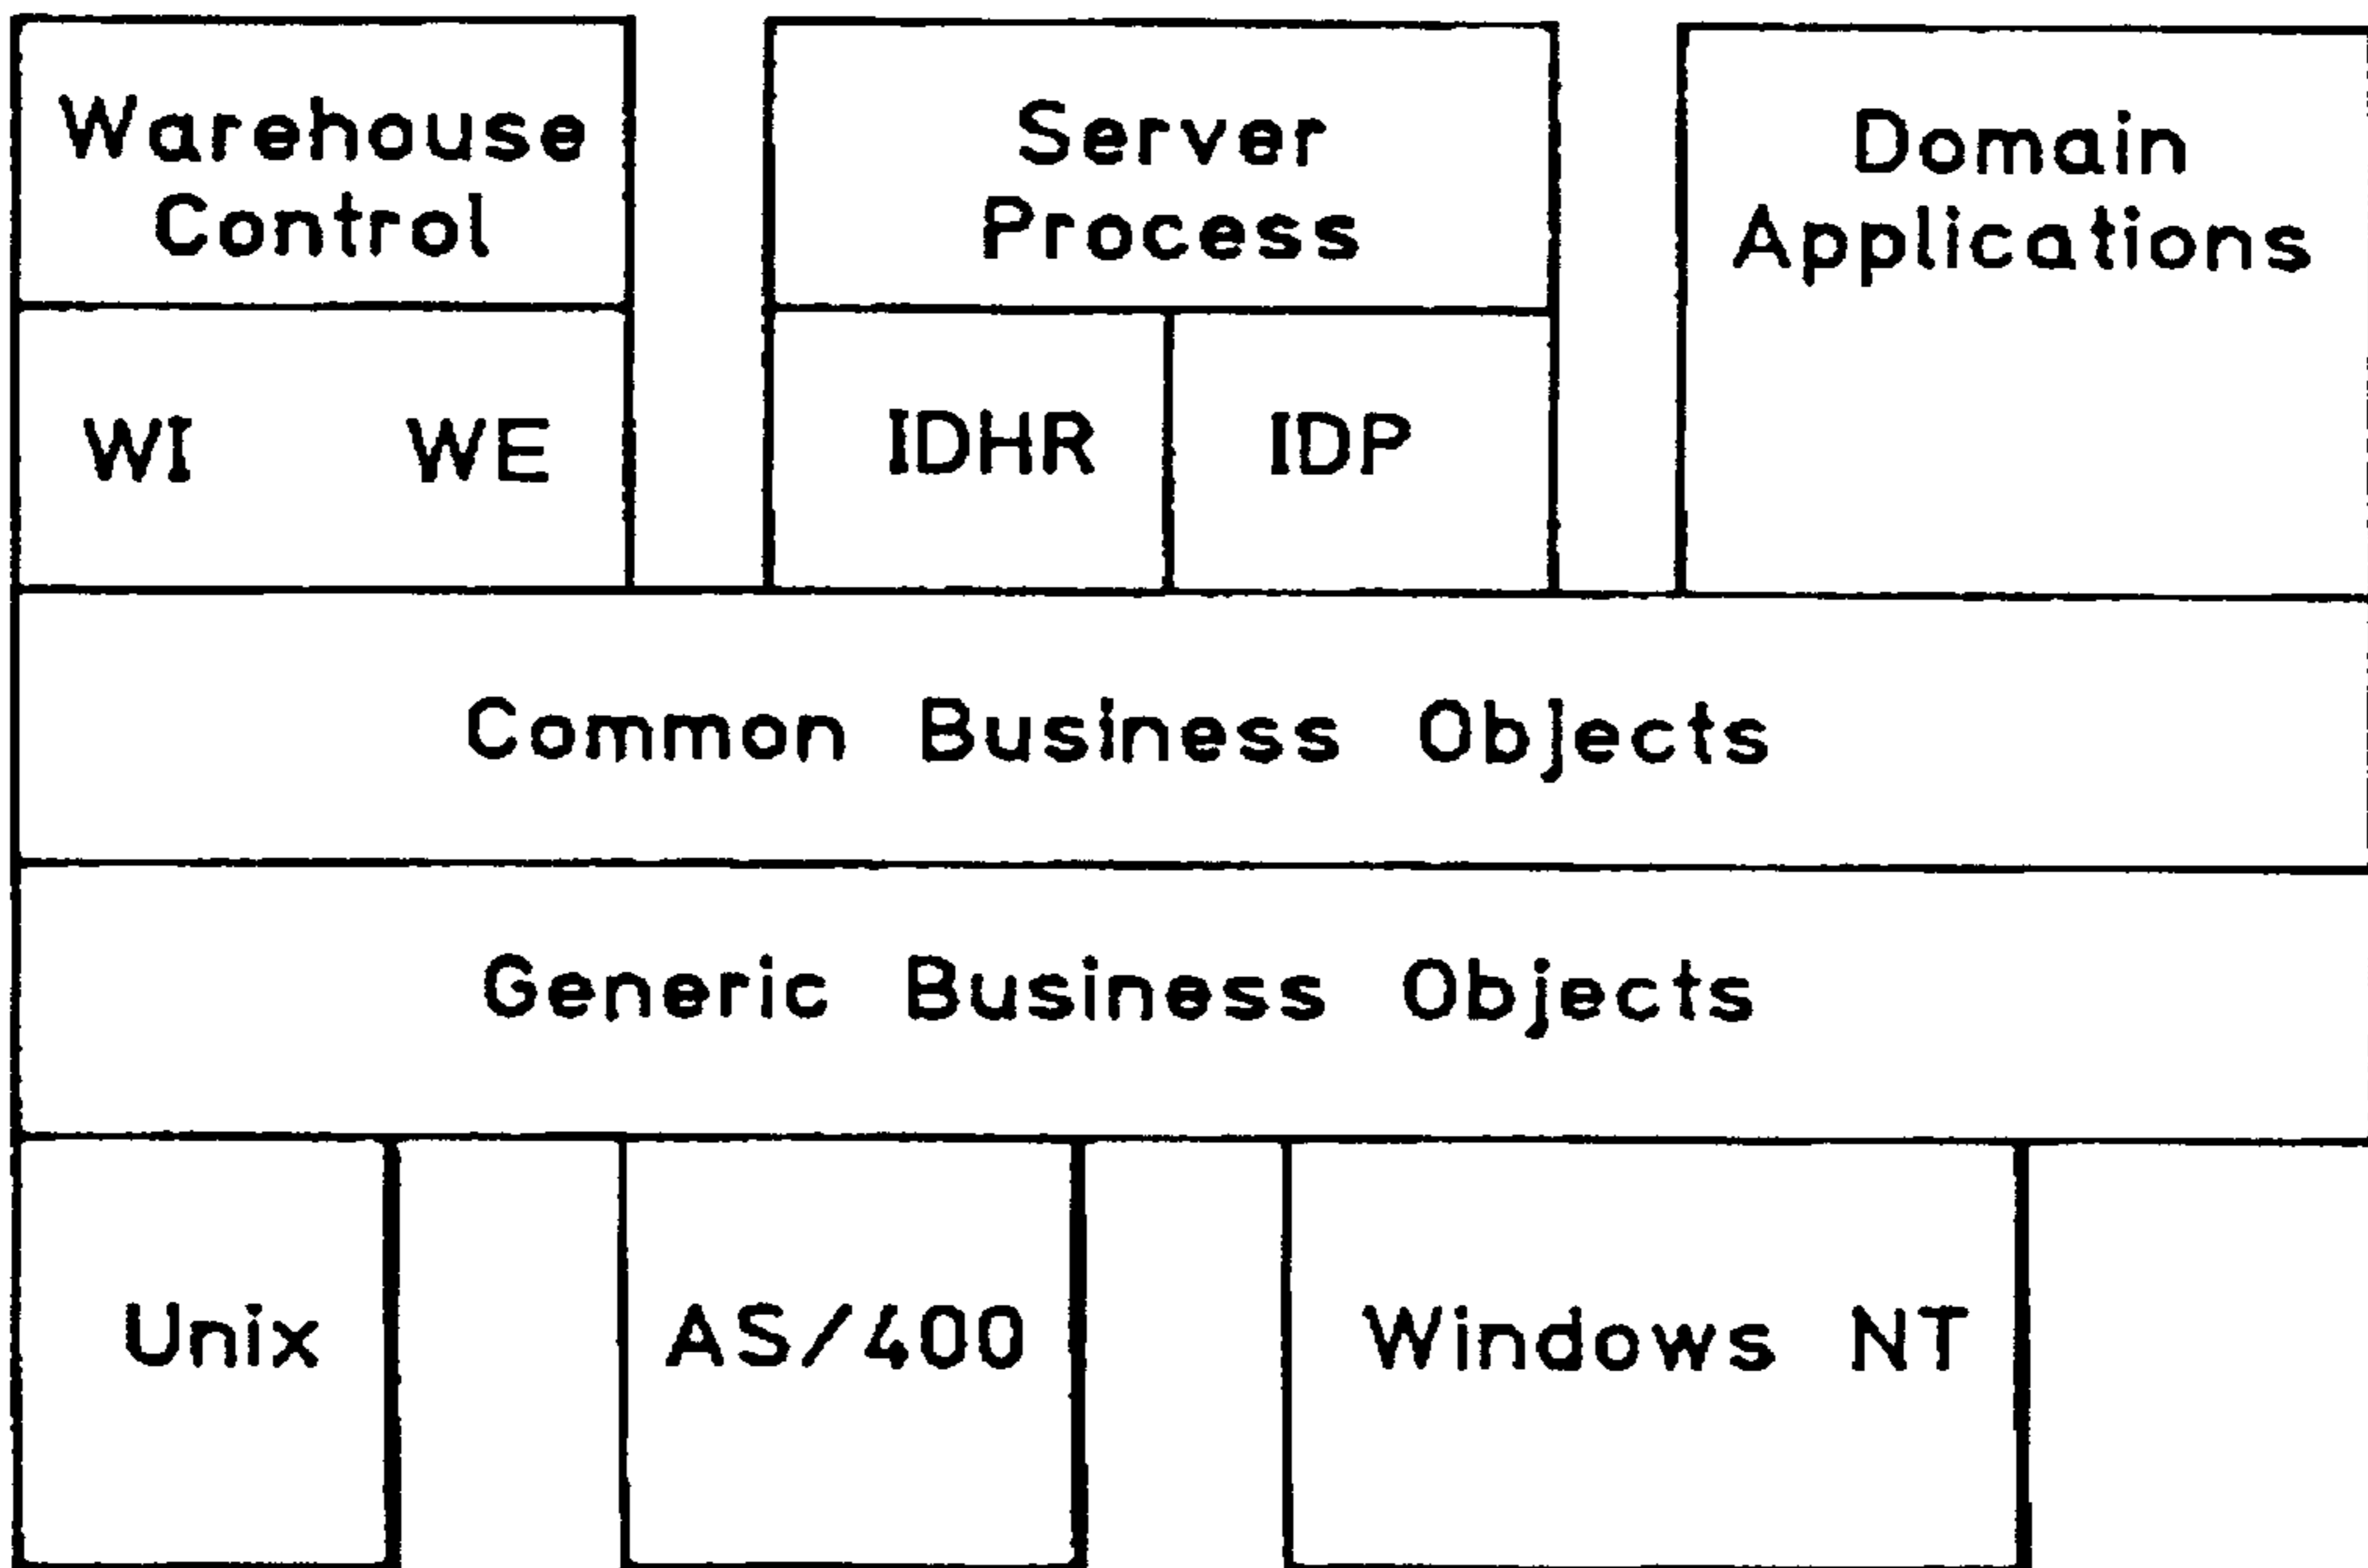 Warehouse
Control
Server
Process
Domain
Applications
WI WE
IDHR
IDP
Common Business Objects
Generic Business Objects
Unix
AS/400
Windows NT